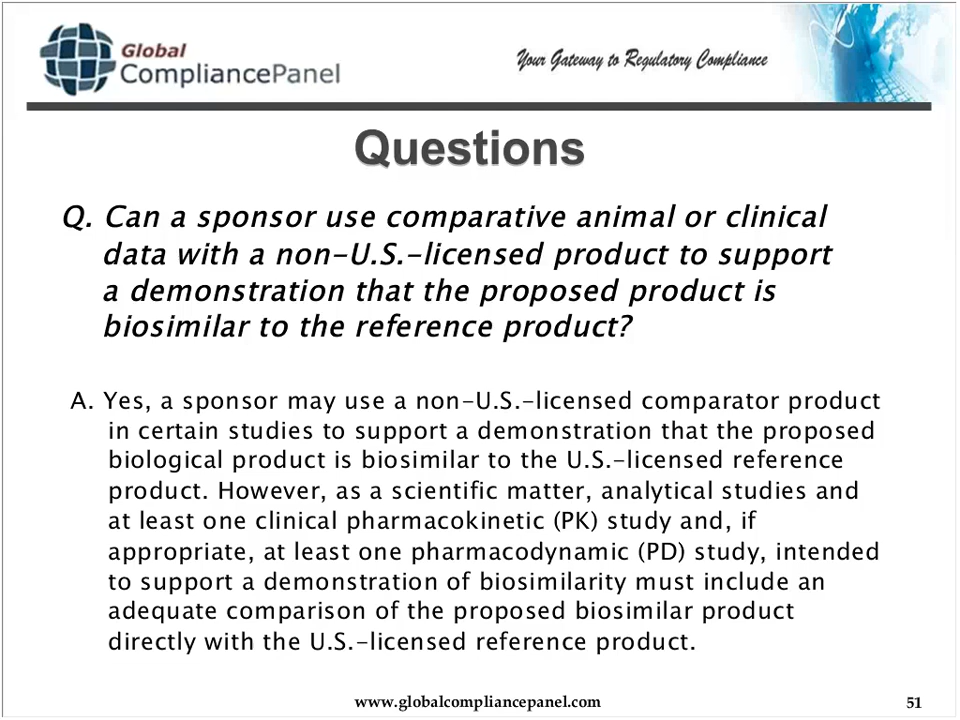 Global
CompliancePanel
Your Gateway to Regulatory Compliance
Questions
Q. Can a sponsor use comparative animal or clinical
data with a non-U.S.-licensed product to support
a demonstration that the proposed product is
biosimilar to the reference product?
A. Yes, a sponsor may use a non-U.S.-licensed comparator product
in certain studies to support a demonstration that the proposed
biological product is biosimilar to the U.S.-licensed reference
product. However, as a scientific matter, analytical studies and
at least one clinical pharmacokinetic (PK) study and, if
appropriate, at least one pharmacodynamic (PD) study, intended
to support a demonstration of biosimilarity must include an
adequate comparison of the proposed biosimilar product
directly with the U.S.-licensed reference product.
www.globalcompliancepanel.com
51